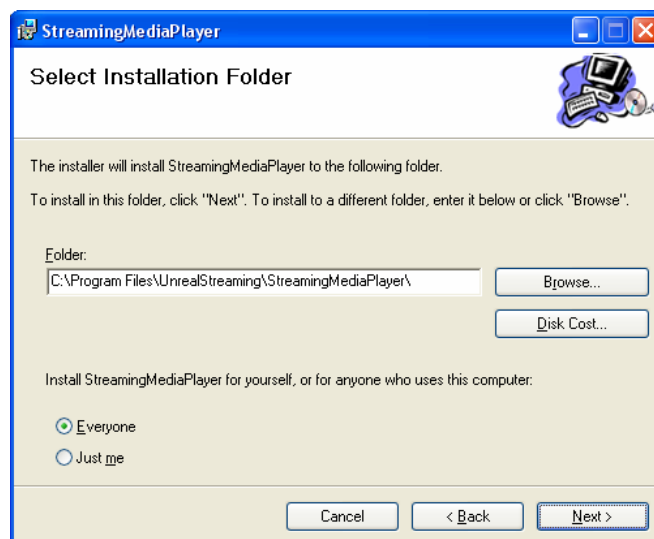 StreamingMediaPlayer
Select Installation Folder
The installer will install StreamingMediaPlayer to the following folder.
To install in this folder, click "Next". To install to a different folder, enter it below or click "Browse".
Folder:
C:\Program Files\UnrealStreaming\StreamingMediaPlayer\
Browse...
Disk Cost...
Install StreamingMediaPlayer for yourself, or for anyone who uses this computer:
Everyone
Just me
Cancel
< Back
Next >